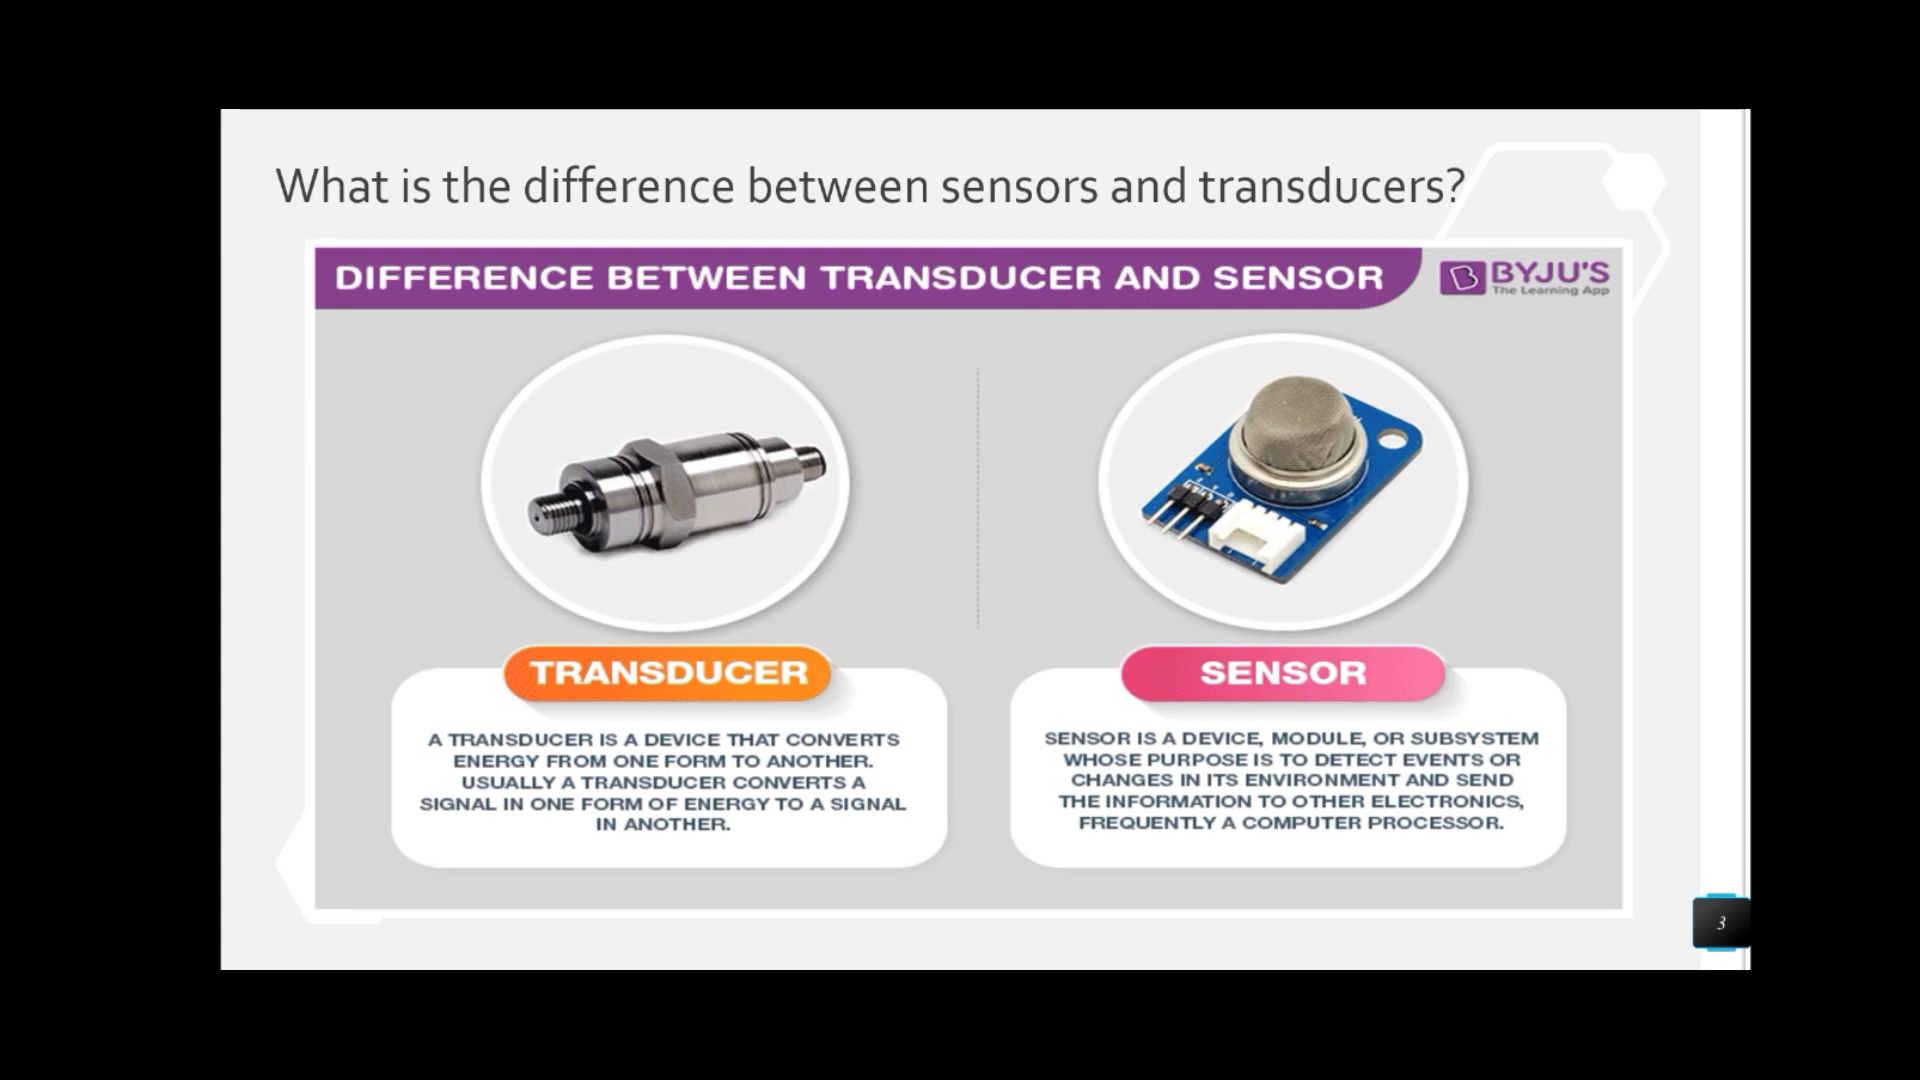 What is the difference between sensors and transducers?
DIFFERENCE BETWEEN TRANSDUCER AND SENSOR
BYJU'S
The Learning App
TRANSDUCER
A TRANSDUCER IS A DEVICE THAT CONVERTS
ENERGY FROM ONE FORM TO ANOTHER.
USUALLY A TRANSDUCER CONVERTS A
SIGNAL IN ONE FORM OF ENERGY TO A SIGNAL
IN ANOTHER.
SENSOR
SENSOR IS A DEVICE, MODULE, OR SUBSYSTEM
WHOSE PURPOSE IS TO DETECT EVENTS OR
CHANGES IN ITS ENVIRONMENT AND SEND
THE INFORMATION TO OTHER ELECTRONICS,
FREQUENTLY A COMPUTER PROCESSOR.
3